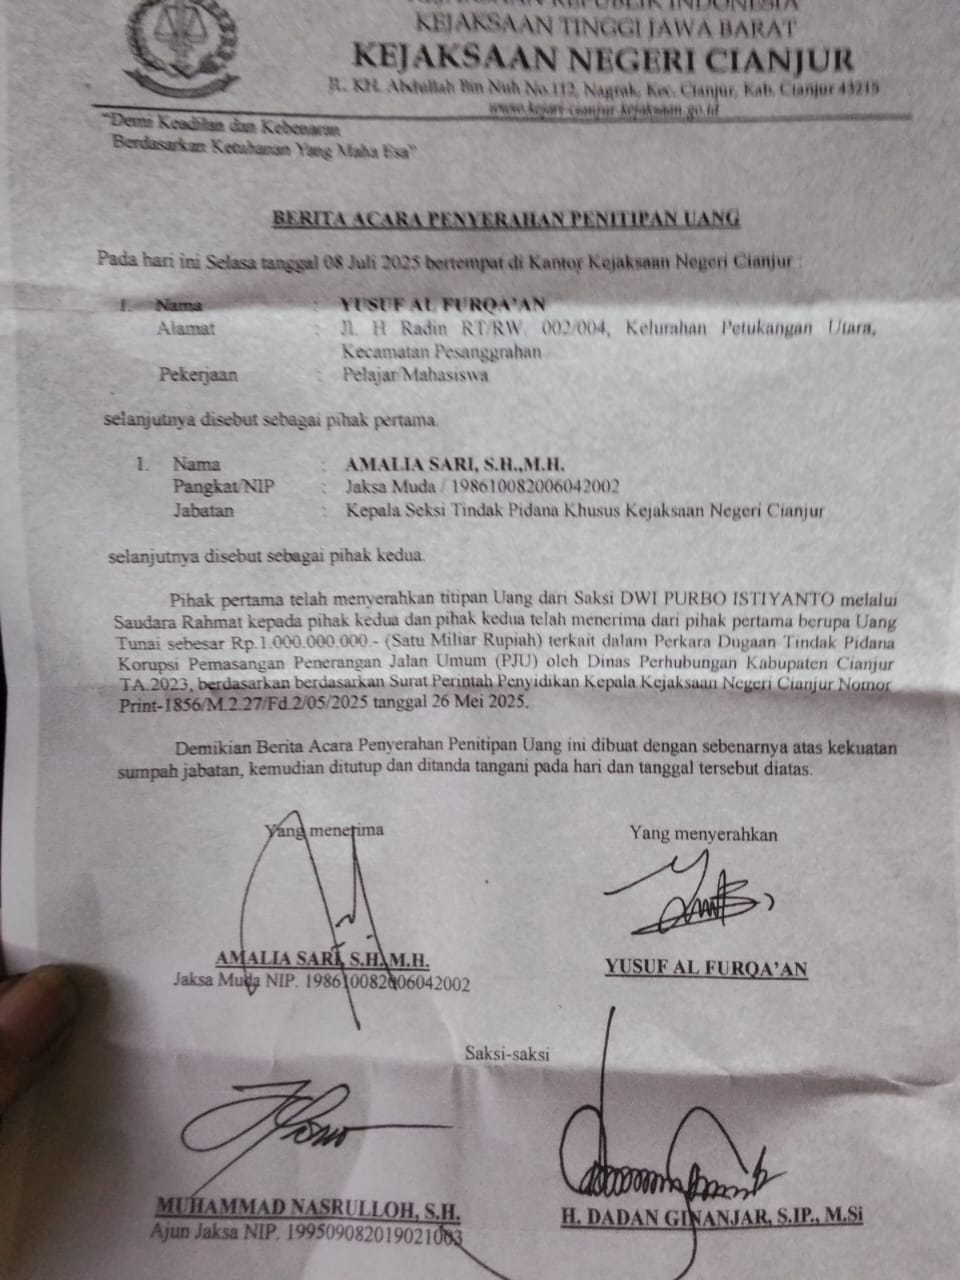 KEJAKSAAN REPUBLIK INDONESIA
KEJAKSAAN TINGGI JAWA BARAT
KEJAKSAAN NEGERI CIANJUR
JL. KH. Abdullah Bin Nuh No.112, Nagrak, Kec. Cianjur, Kab. Cianjur 43215
www.kejari-cianjur.kejaksaan.go.id
"Demi Keadilan dan Kebenaran
Berdasarkan Ketuhanan Yang Maha Esa"
BERITA ACARA PENYERAHAN PENITIPAN UANG
Pada hari ini Selasa tanggal 08 Juli 2025 bertempat di Kantor Kejaksaan Negeri Cianjur :
1. Nama : YUSUF AL FURQA'AN
Alamat : Jl. H Radin RT/RW. 002/004, Kelurahan Petukangan Utara,
Kecamatan Pesanggrahan
Pekerjaan : Pelajar/Mahasiswa
selanjutnya disebut sebagai pihak pertama.
1. Nama : AMALIA SARI, S.H.,M.H.
Pangkat/NIP : Jaksa Muda / 198610082006042002
Jabatan : Kepala Seksi Tindak Pidana Khusus Kejaksaan Negeri Cianjur
selanjutnya disebut sebagai pihak kedua.
Pihak pertama telah menyerahkan titipan Uang dari Saksi DWI PURBO ISTIYANTO melalui
Saudara Rahmat kepada pihak kedua dan pihak kedua telah menerima dari pihak pertama berupa Uang
Tunai sebesar Rp.1.000.000.000.- (Satu Miliar Rupiah) terkait dalam Perkara Dugaan Tindak Pidana
Korupsi Pemasangan Penerangan Jalan Umum (PJU) oleh Dinas Perhubungan Kabupaten Cianjur
TA.2023, berdasarkan berdasarkan Surat Perintah Penyidikan Kepala Kejaksaan Negeri Cianjur Nomor
Print-1856/M.2.27/Fd.2/05/2025 tanggal 26 Mei 2025.
Demikian Berita Acara Penyerahan Penitipan Uang ini dibuat dengan sebenarnya atas kekuatan
sumpah jabatan, kemudian ditutup dan ditanda tangani pada hari dan tanggal tersebut diatas.
Yang menerima
Yang menyerahkan
AMALIA SARI, S.H.,M.H.
Jaksa Muda NIP. 198610082006042002
YUSUF AL FURQA'AN
Saksi-saksi
MUHAMMAD NASRULLOH, S.H.
Ajun Jaksa NIP. 199509082019021003
H. DADAN GINANJAR, S.IP., M.Si